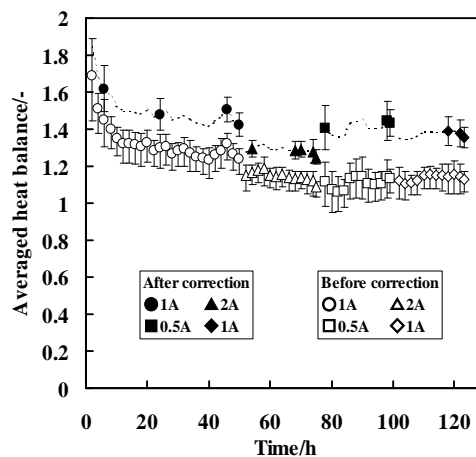 Averaged heat balance/-
2
1.8
1.6
1.4
1.2
1
0.8
0.6
0.4
0.2
0
After correction
1A 2A
0.5A 1A
Before correction
1A 2A
0.5A 1A
0 20 40 60 80 100 120
Time/h